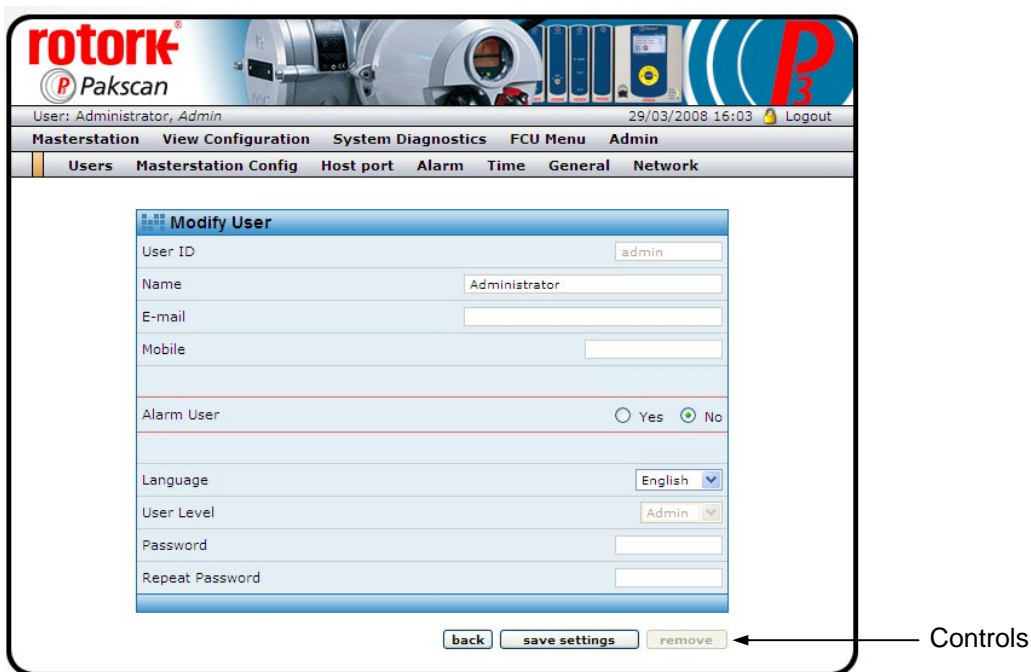 rotork®
P Pakscan
P3
User: Administrator, Admin 29/03/2008 16:03 Logout
Masterstation View Configuration System Diagnostics FCU Menu Admin
Users Masterstation Config Host port Alarm Time General Network
Modify User
User ID admin
Name Administrator
E-mail
Mobile
Alarm User Yes No
Language English
User Level Admin
Password
Repeat Password
back save settings remove Controls